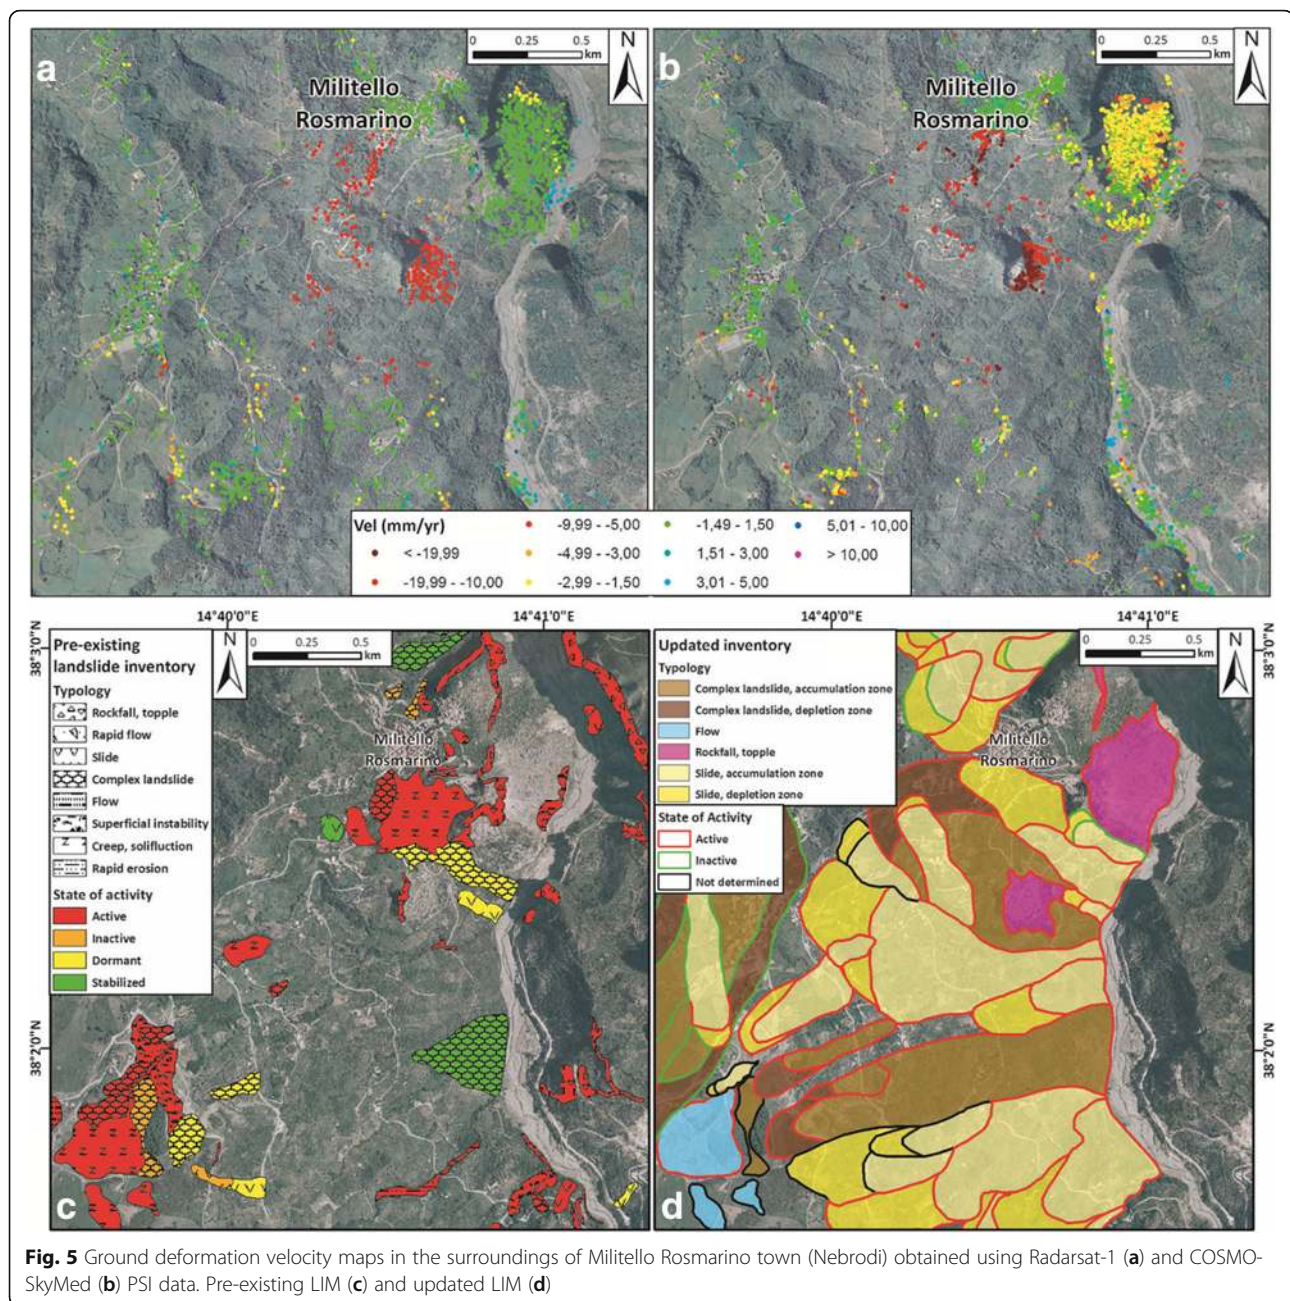 a
Militello
Rosmarino
0 0.25 0.5
km
N
b
Militello
Rosmarino
0 0.25 0.5
km
N
Vel (mm/yr)
< -19,99
-19,99 - -10,00
-9,99 - -5,00
-4,99 - -3,00
-2,99 - -1,50
-1,49 - 1,50
1,51 - 3,00
3,01 - 5,00
5,01 - 10,00
> 10,00
14°40'0"E
14°41'0"E
14°40'0"E
14°41'0"E
38°3'0"N
38°2'0"N
Pre-existing
landslide inventory
Typology
Rockfall, topple
Rapid flow
Slide
Complex landslide
Flow
Superficial instability
Creep, solifluction
Rapid erosion
State of activity
Active
Inactive
Dormant
Stabilized
N
0 0.25 0.5
km
Militello
Rosmarino
c
Updated inventory
Typology
Complex landslide, accumulation zone
Complex landslide, depletion zone
Flow
Rockfall, topple
Slide, accumulation zone
Slide, depletion zone
State of Activity
Active
Inactive
Not determined
0 0.25 0.5
km
N
Militello
Rosmarino
d
38°3'0"N
38°2'0"N
Fig. 5 Ground deformation velocity maps in the surroundings of Militello Rosmarino town (Nebrodi) obtained using Radarsat-1 (a) and COSMO-
SkyMed (b) PSI data. Pre-existing LIM (c) and updated LIM (d)